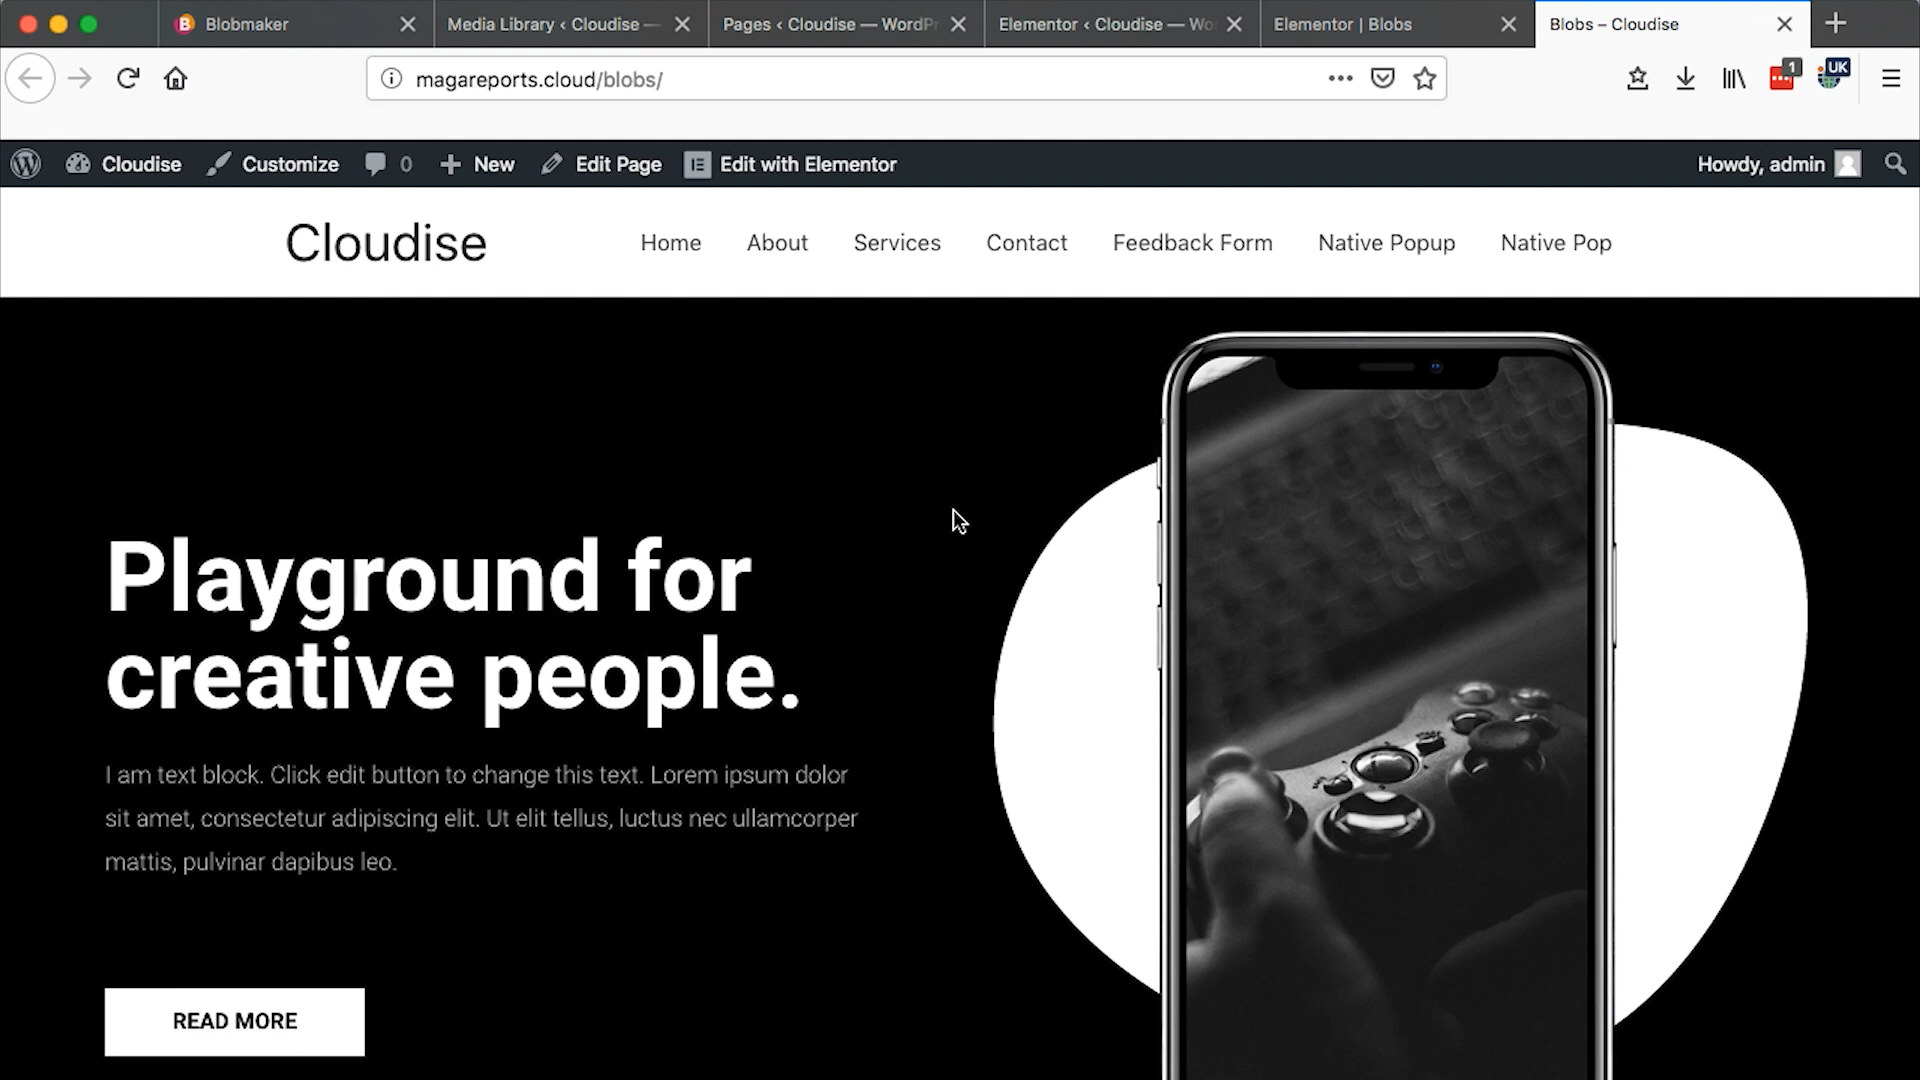 Blobmaker
Media Library ‹ Cloudise —
Pages ‹ Cloudise — WordPr
Elementor ‹ Cloudise — Wo
Elementor | Blobs
Blobs – Cloudise
magareports.cloud/blobs/
1
UK
Cloudise
Customize
0
New
Edit Page
Edit with Elementor
Howdy, admin
Cloudise
Home
About
Services
Contact
Feedback Form
Native Popup
Native Pop
Playground for
creative people.
I am text block. Click edit button to change this text. Lorem ipsum dolor
sit amet, consectetur adipiscing elit. Ut elit tellus, luctus nec ullamcorper
mattis, pulvinar dapibus leo.
READ MORE